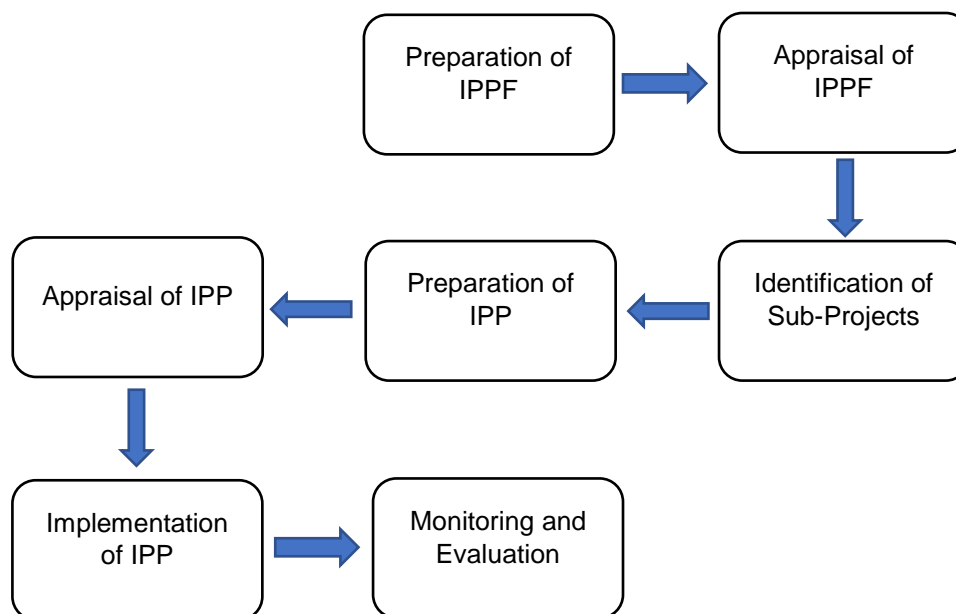 Preparation of
IPPF
Appraisal of
IPPF
Identification of
Sub-Projects
Preparation of
IPP
Appraisal of IPP
Implementation
of IPP
Monitoring and
Evaluation